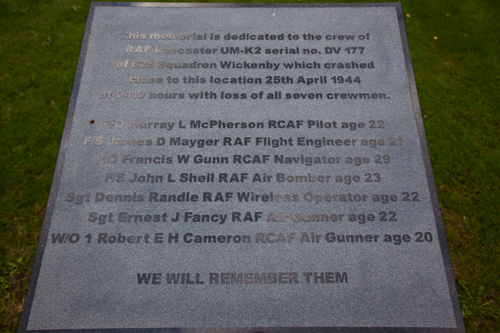 This memorial is dedicated to the crew of
RAF Lancaster UM-K2 serial no. DV 177
of 626 Squadron Wickenby which crashed
close to this location 25th April 1944
at hours with loss of all seven crewmen.
Murray L McPherson RCAF Pilot age 22
F/S James D Mayger RAF Flight Engineer age 21
Francis W Gunn RCAF Navigator age 29
F/S John L Shell RAF Air Bomber age 23
Sgt Dennis Randle RAF Wireless Operator age 22
Sgt Ernest J Fancy RAF Air Gunner age 22
W/O 1 Robert E H Cameron RCAF Air Gunner age 20
WE WILL REMEMBER THEM